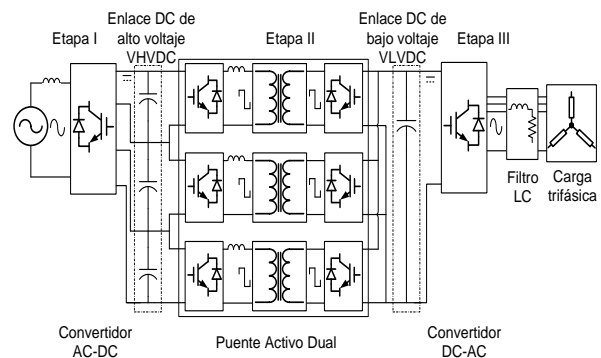 Etapa I
Enlace DC de
alto voltaje
VHVDC
Etapa II
Enlace DC de
bajo voltaje
VLVDC
Etapa III
Filtro
LC
Carga
trifásica
Convertidor
AC-DC
Puente Activo Dual
Convertidor
DC-AC